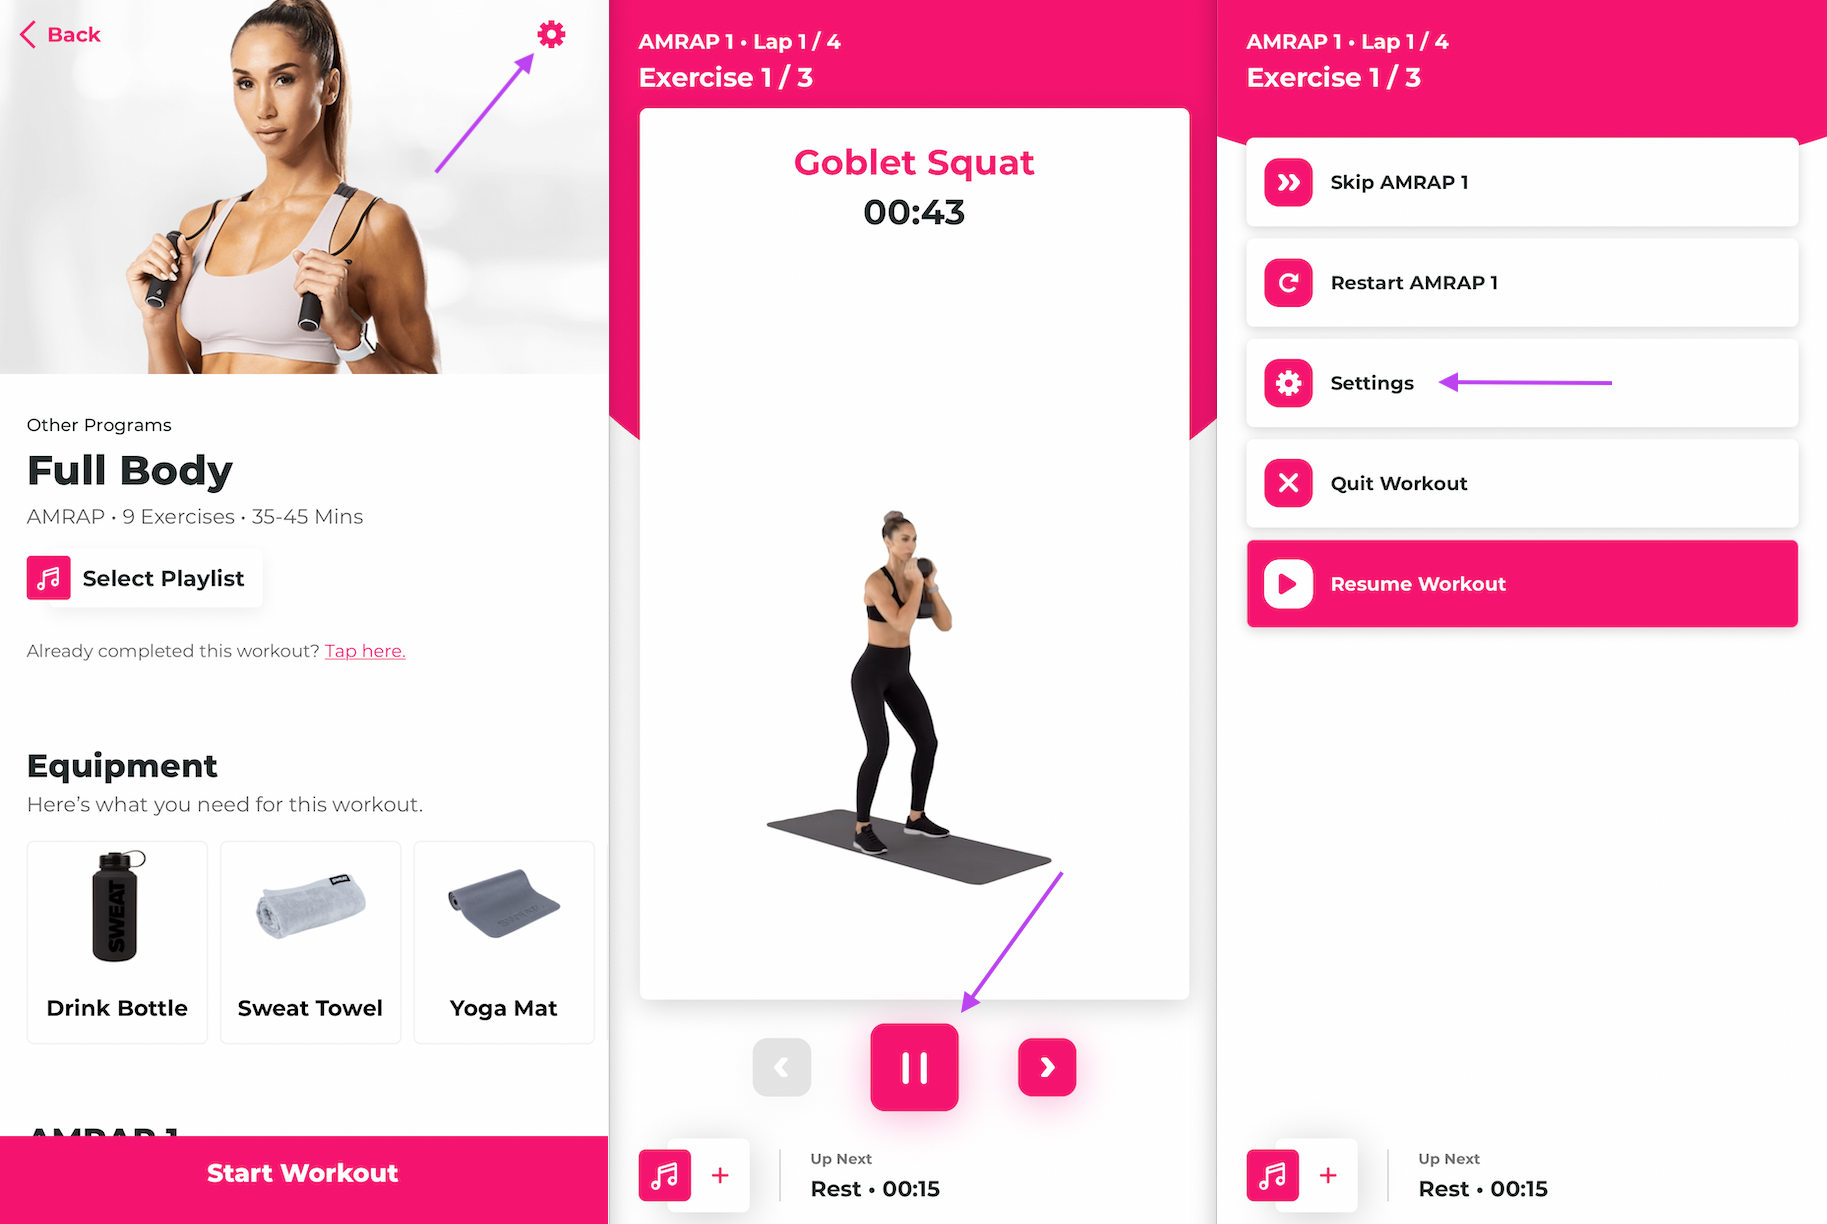 Back
Other Programs
Full Body
AMRAP • 9 Exercises • 35-45 Mins
Select Playlist
Already completed this workout? Tap here.
Equipment
Here's what you need for this workout.
SWEAT
Drink Bottle
Sweat Towel
Yoga Mat
AMRAP 1
Start Workout
AMRAP 1 • Lap 1 / 4
Exercise 1 / 3
Goblet Squat
00:43
Up Next
Rest • 00:15
AMRAP 1 • Lap 1 / 4
Exercise 1 / 3
Skip AMRAP 1
Restart AMRAP 1
Settings
Quit Workout
Resume Workout
Up Next
Rest • 00:15